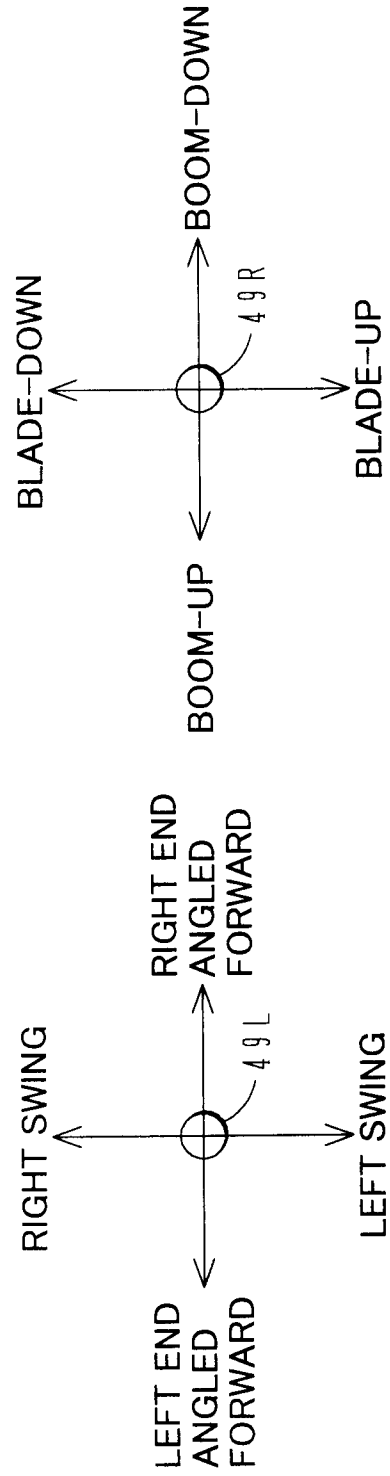 RIGHT SWING
LEFT END
ANGLED
FORWARD
RIGHT END
ANGLED
FORWARD
49L
LEFT SWING
BLADE-DOWN
BOOM-UP
BOOM-DOWN
49R
BLADE-UP